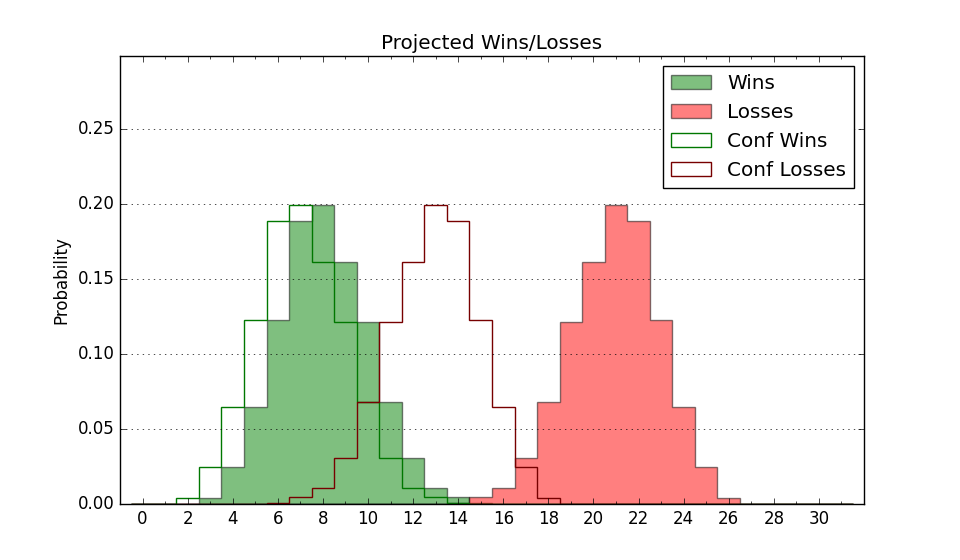 Projected Wins/Losses
Wins
Losses
Conf Wins
Conf Losses
Probability
0.25
0.20
0.15
0.10
0.05
0.00
0 2 4 6 8 10 12 14 16 18 20 22 24 26 28 30